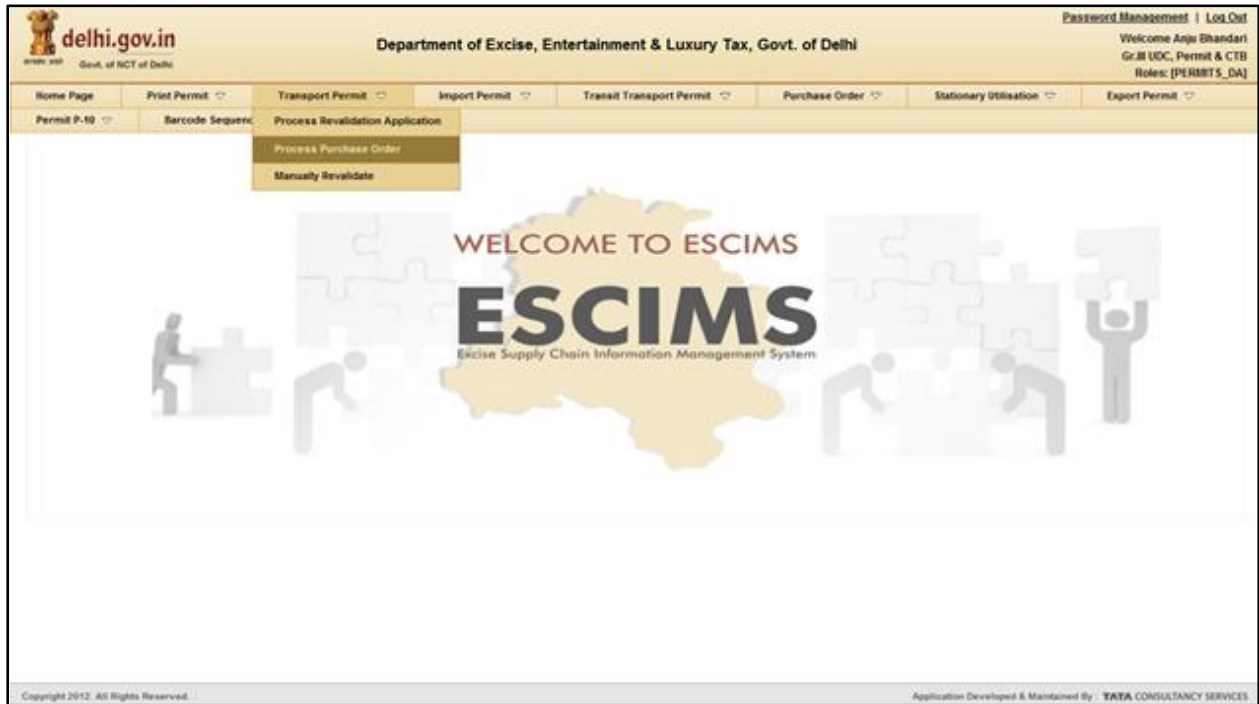 Password Management | Log Out
delhi.gov.in
Govt. of NCT of Delhi
Department of Excise, Entertainment & Luxury Tax, Govt. of Delhi
Welcome Anju Bhandari
Gr.III UDC, Permit & CTB
Roles: [PERMITS_DA]
Home Page Print Permit Transport Permit Import Permit Transit Transport Permit Purchase Order Stationary Utilisation Export Permit
Permit P-10 Barcode Sequenc Process Revalidation Application
Process Purchase Order
Manually Revalidate
WELCOME TO ESCIMS
ESCIMS
Excise Supply Chain Information Management System
Copyright 2012. All Rights Reserved. Application Developed & Maintained By : TATA CONSULTANCY SERVICES